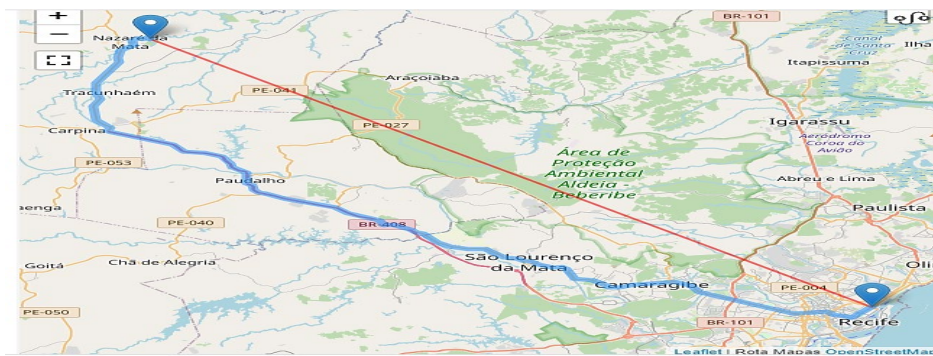 +
−
BR-101
Nazaré da
Mata
Canal
de Santa
Cruz
Ilha
Itapissuma
Araçoiaba
PE-041
Tracunhaém
PE-027
Igarassu
Carpina
Aeródromo
Coroa do
Avião
PE-053
Área de
Proteção
Ambiental
Aldeia -
Beberibe
Paudalho
Abreu e Lima
aenga
Paulista
PE-040
BR-408
Goitá
Chã de Alegria
São Lourenço
da Mata
Oli
Camaragibe
PE-004
PE-050
BR-101
Recife
Leaflet | Rota Mapas OpenStreetMap